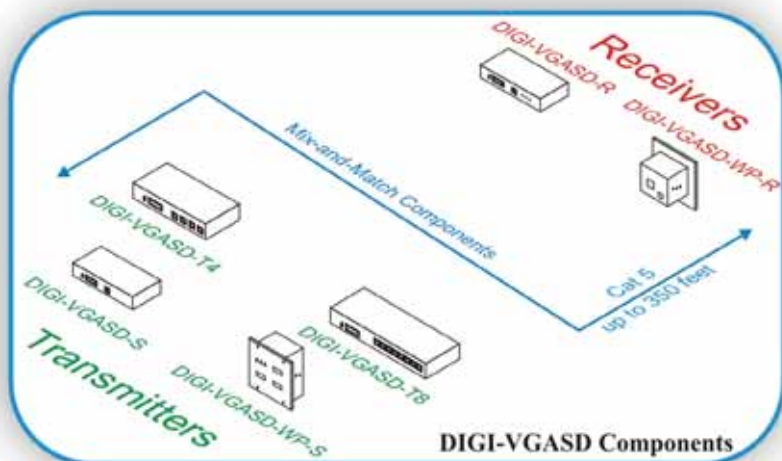 Receivers
DIGI-VGASD-R
DIGI-VGASD-WP-R
Mix-and-Match Components
Cat 5
up to 350 feet
DIGI-VGASD-T4
DIGI-VGASD-S
DIGI-VGASD-T8
DIGI-VGASD-WP-S
Transmitters
DIGI-VGASD Components